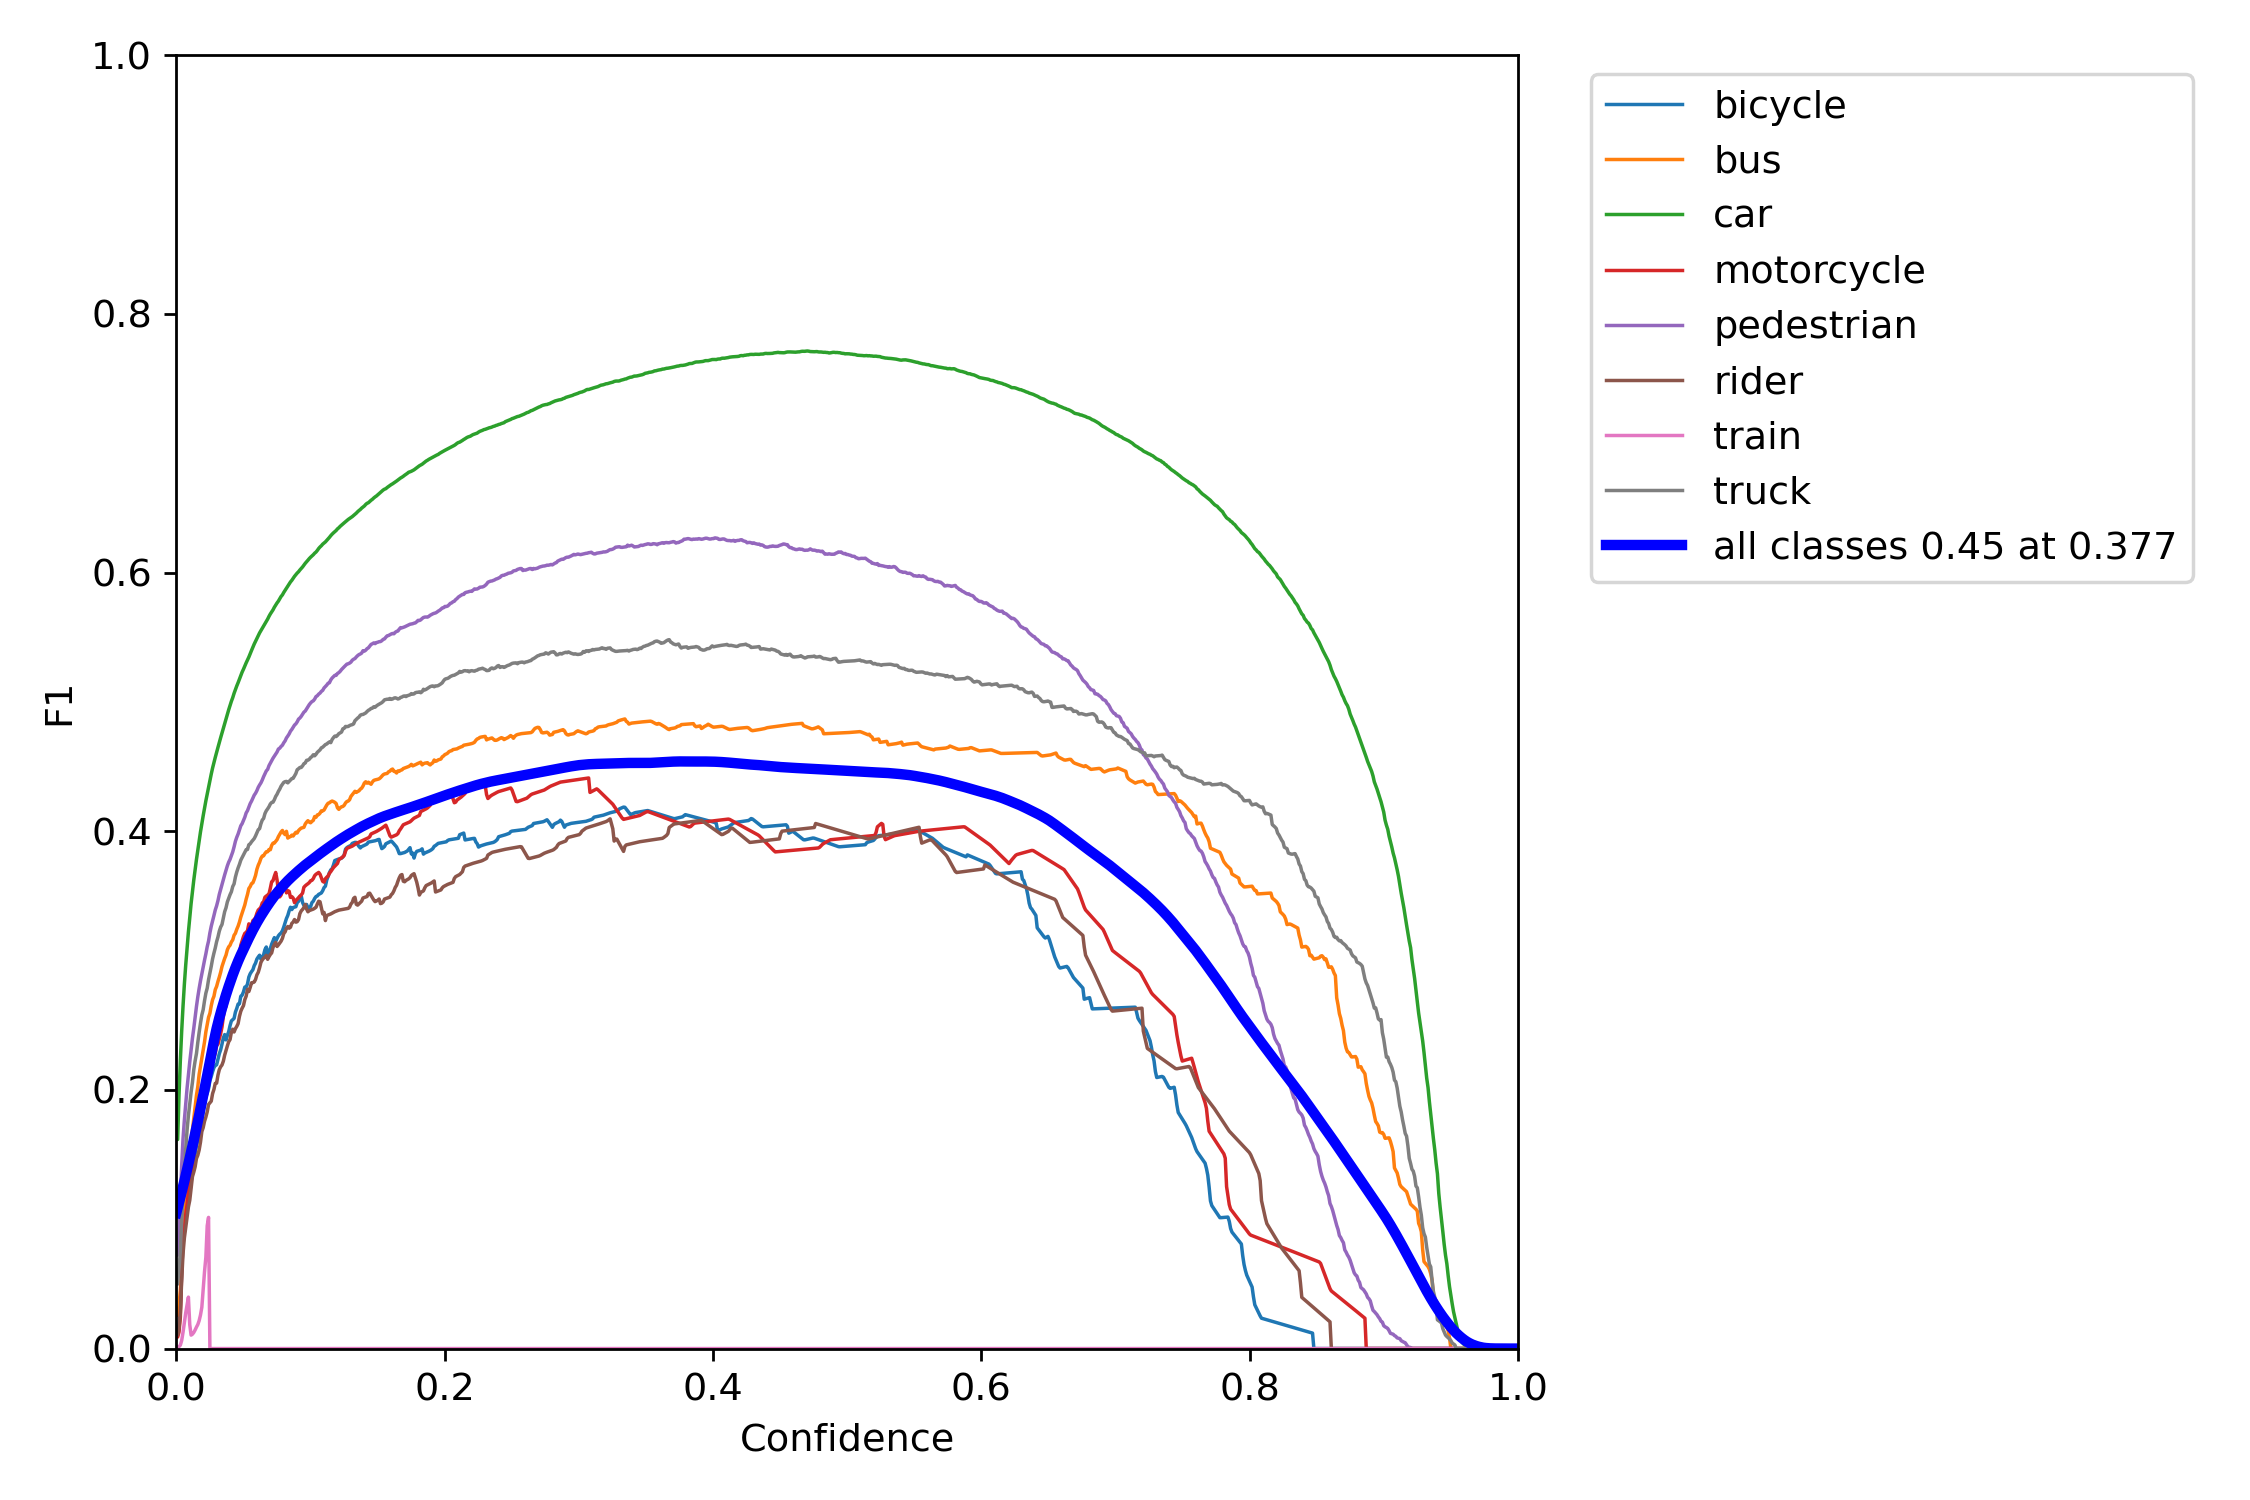 1.0
0.8
0.6
0.4
0.2
0.0
F1
0.0 0.2 0.4 0.6 0.8 1.0
Confidence
bicycle
bus
car
motorcycle
pedestrian
rider
train
truck
all classes 0.45 at 0.377